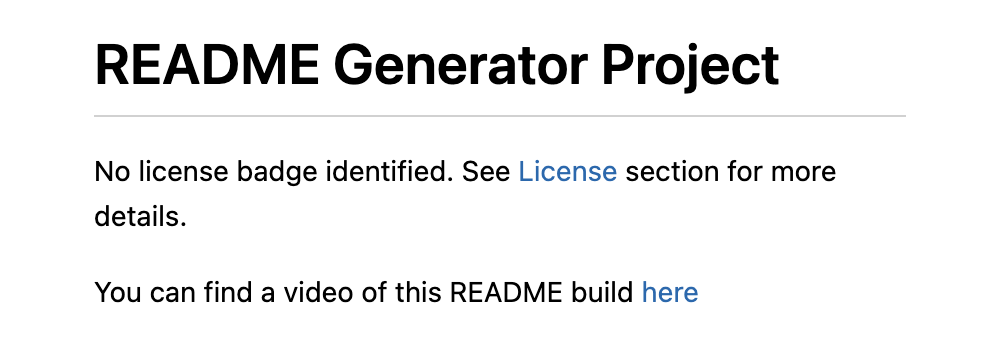 README Generator Project
No license badge identified. See License section for more
details.
You can find a video of this README build here